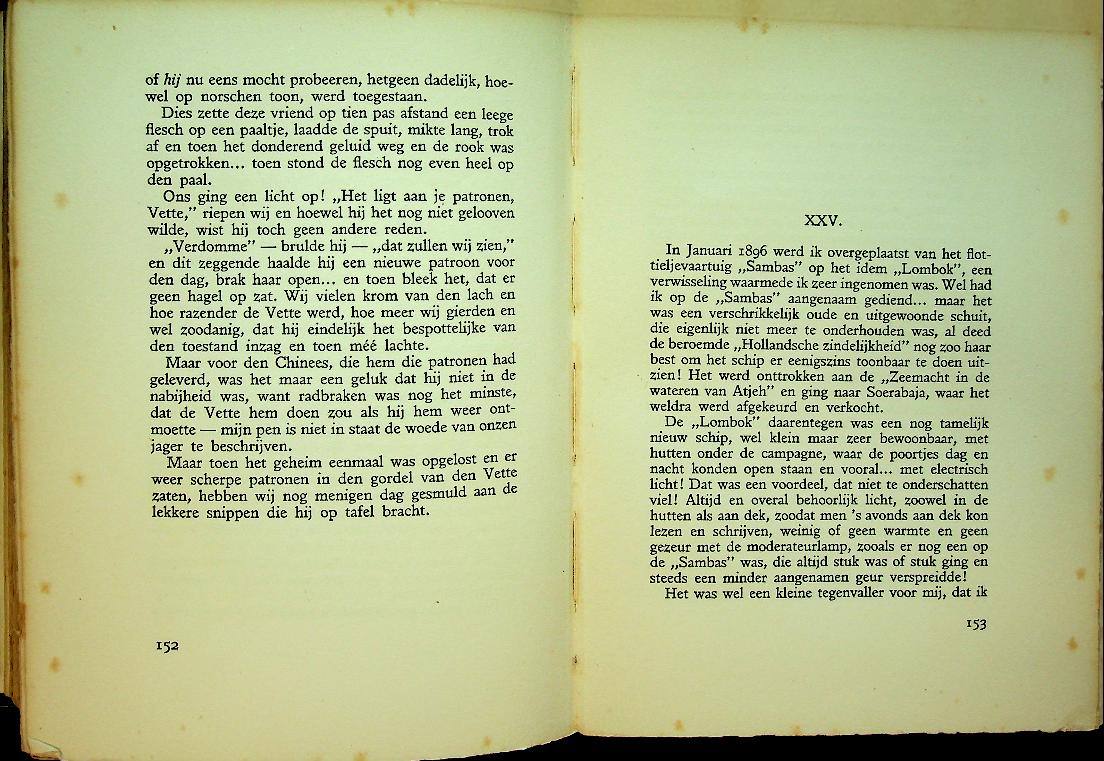 of hij nu eens mocht probeeren, hetgeen dadelijk, hoe-
wel op norschen toon, werd toegestaan.
Dies zette deze vriend op tien pas afstand een leege
flesch op een paaltje, laadde de spuit, mikte lang, trok
af en toen het donderend geluid weg en de rook was
opgetrokken... toen stond de flesch nog even heel op
den paal.
Ons ging een licht op! „Het ligt aan je patronen,
Vette,” riepen wij en hoewel hij het nog niet gelooven
wilde, wist hij toch geen andere reden.
„Verdomme” — brulde hij — „dat zullen wij zien,”
en dit zeggende haalde hij een nieuwe patroon voor
den dag, brak haar open... en toen bleek het, dat er
geen hagel op zat. Wij vielen krom van den lach en
hoe razender de Vette werd, hoe meer wij gierden en
wel zoodanig, dat hij eindelijk het bespottelijke van
den toestand inzag en toen méé lachte.
Maar voor den Chinees, die hem die patronen had
geleverd, was het maar een geluk dat hij niet in de
nabijheid was, want radbraken was nog het minste,
dat de Vette hem doen zou als hij hem weer ont-
moette — mijn pen is niet in staat de woede van onzen
jager te beschrijven.
Maar toen het geheim eenmaal was opgelost en er
weer scherpe patronen in den gordel van den Vette
zaten, hebben wij nog menigen dag gesmuld aan de
lekkere snippen die hij op tafel bracht.
152
XXV.
In Januari 1896 werd ik overgeplaatst van het flot-
tieljevaartuig „Sambas” op het idem „Lombok”, een
verwisseling waarmede ik zeer ingenomen was. Wel had
ik op de „Sambas” aangenaam gediend... maar het
was een verschrikkelijk oude en uitgewoonde schuit,
die eigenlijk niet meer te onderhouden was, al deed
de beroemde „Hollandsche zindelijkheid” nog zoo haar
best om het schip er eenigszins toonbaar te doen uit-
zien! Het werd onttrokken aan de „Zeemacht in de
wateren van Atjeh” en ging naar Soerabaja, waar het
weldra werd afgekeurd en verkocht.
De „Lombok” daarentegen was een nog tamelijk
nieuw schip, wel klein maar zeer bewoonbaar, met
hutten onder de campagne, waar de poortjes dag en
nacht konden open staan en vooral... met electrisch
licht! Dat was een voordeel, dat niet te onderschatten
viel! Altijd en overal behoorlijk licht, zoowel in de
hutten als aan dek, zoodat men 's avonds aan dek kon
lezen en schrijven, weinig of geen warmte en geen
gezeur met de moderateurlamp, zooals er nog een op
de „Sambas” was, die altijd stuk was of stuk ging en
steeds een minder aangenamen geur verspreidde!
Het was wel een kleine tegenvaller voor mij, dat ik
153